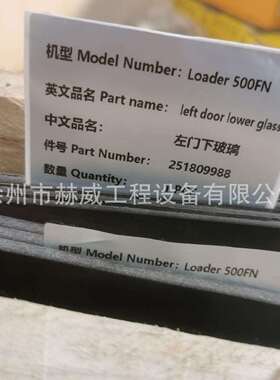 机型 Model Number: Loader 500FN
英文品名 Part name: left door lower glass
中文品名: 左门下玻璃
件号 Part Number: 251809988
数量 Quantity:
州市赫威工程设备有限公
机型 Model Number: Loader 500FN